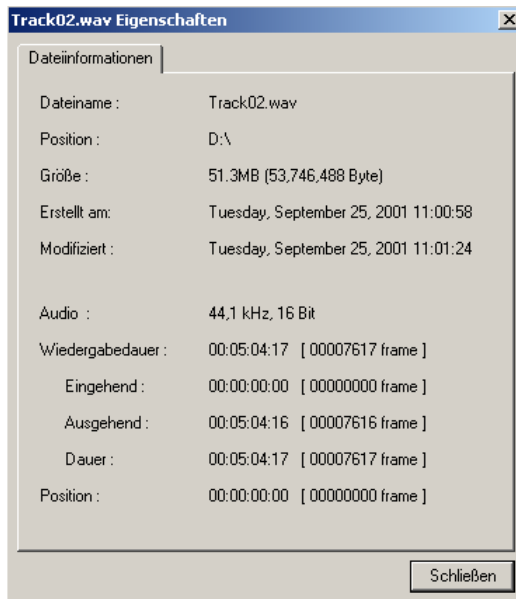 Track02.wav Eigenschaften
Dateiinformationen
Dateiname : Track02.wav
Position : D:\
Größe : 51.3MB (53,746,488 Byte)
Erstellt am: Tuesday, September 25, 2001 11:00:58
Modifiziert : Tuesday, September 25, 2001 11:01:24
Audio : 44,1 kHz, 16 Bit
Wiedergabedauer : 00:05:04:17 [ 00007617 frame ]
Eingehend : 00:00:00:00 [ 00000000 frame ]
Ausgehend : 00:05:04:16 [ 00007616 frame ]
Dauer : 00:05:04:17 [ 00007617 frame ]
Position : 00:00:00:00 [ 00000000 frame ]
Schließen